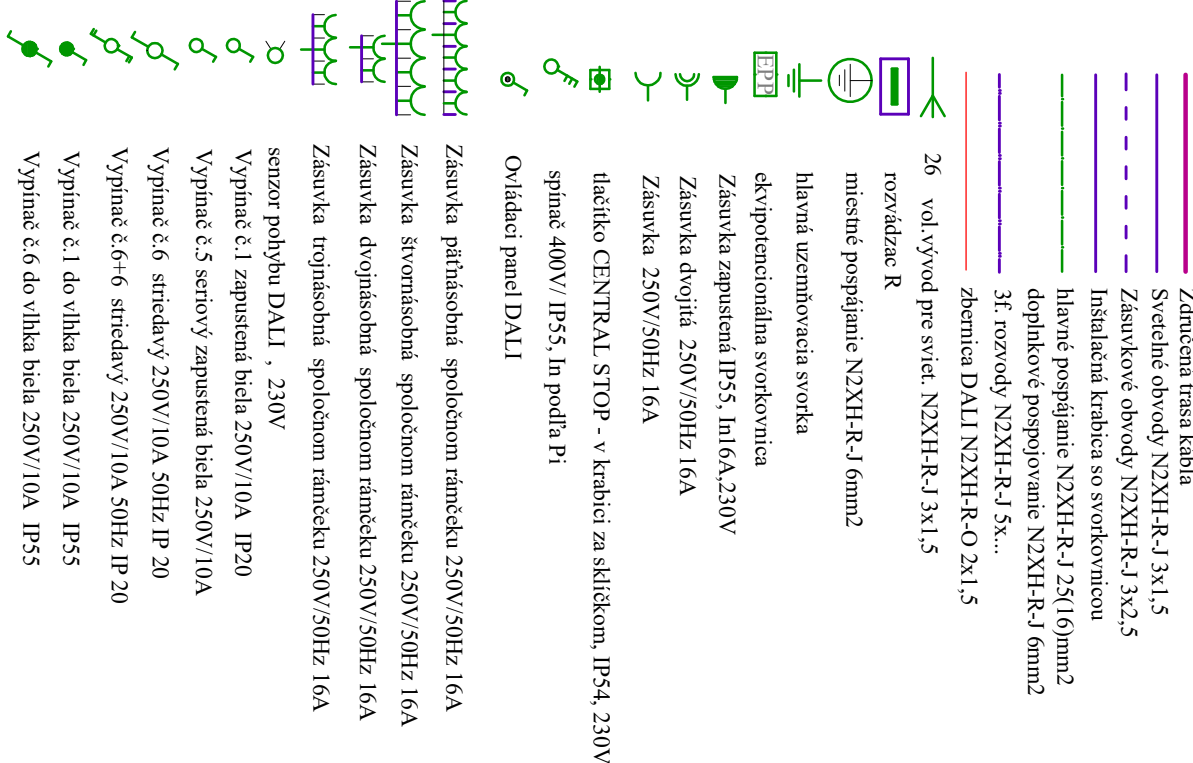 Združená trasa kábla
Svetelné obvody N2XH-R-J 3x1,5
Zásuvkové obvody N2XH-R-J 3x2,5
Inštalačná krabica so svorkovnicou
hlavné pospájanie N2XH-R-J 25(16)mm2
doplnkové pospojovanie N2XH-R-J 6mm2
3f. rozvody N2XH-R-J 5x...
zbernica DALI N2XH-R-O 2x1,5
26 vol.vývod pre sviet. N2XH-R-J 3x1,5
rozvádzac R
miestné pospájanie N2XH-R-J 6mm2
hlavná uzemňovacia svorka
EPP ekvipotencionálna svorkovnica
Zásuvka zapustená IP55, In16A,230V
Zásuvka dvojitá 250V/50Hz 16A
Zásuvka 250V/50Hz 16A
tlačítko CENTRAL STOP - v krabici za sklíčkom, IP54, 230V
spínač 400V/ IP55, In podľa Pi
Ovládaci panel DALI
Zásuvka päťnásobná spoločnom rámčeku 250V/50Hz 16A
Zásuvka štvornásobná spoločnom rámčeku 250V/50Hz 16A
Zásuvka dvojnásobná spoločnom rámčeku 250V/50Hz 16A
Zásuvka trojnásobná spoločnom rámčeku 250V/50Hz 16A
senzor pohybu DALI , 230V
Vypínač č.1 zapustená biela 250V/10A IP20
Vypínač č.5 seriový zapustená biela 250V/10A
Vypínač č.6 striedavý 250V/10A 50Hz IP 20
Vypínač č.6+6 striedavý 250V/10A 50Hz IP 20
Vypínač č.1 do vlhka biela 250V/10A IP55
Vypínač č.6 do vlhka biela 250V/10A IP55